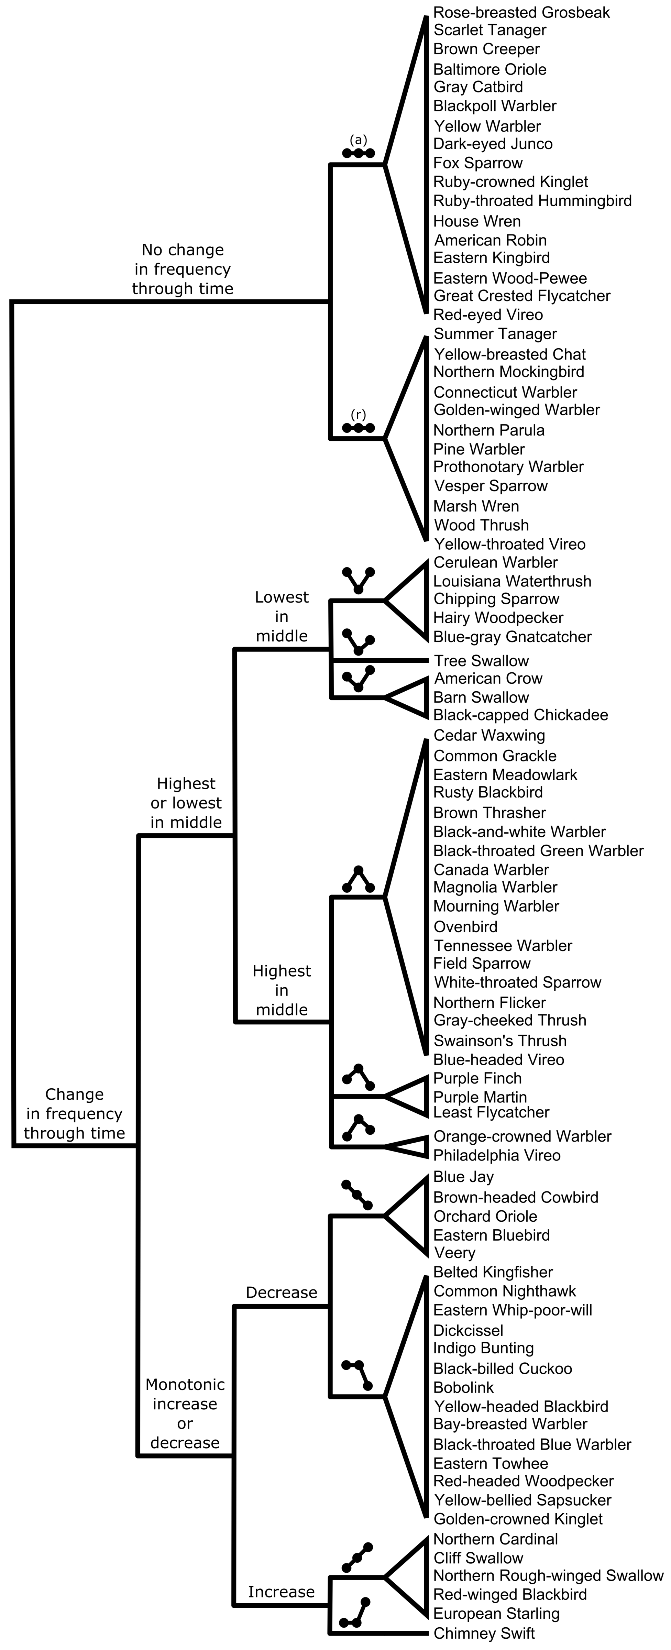 Rose-breasted Grosbeak
Scarlet Tanager
Brown Creeper
Baltimore Oriole
Gray Catbird
Blackpoll Warbler
Yellow Warbler
(a)
Dark-eyed Junco
Fox Sparrow
Ruby-crowned Kinglet
Ruby-throated Hummingbird
House Wren
American Robin
Eastern Kingbird
Eastern Wood-Pewee
Great Crested Flycatcher
Red-eyed Vireo
No change
in frequency
through time
Summer Tanager
Yellow-breasted Chat
Northern Mockingbird
Connecticut Warbler
Golden-winged Warbler
(r)
Northern Parula
Pine Warbler
Prothonotary Warbler
Vesper Sparrow
Marsh Wren
Wood Thrush
Yellow-throated Vireo
Cerulean Warbler
Louisiana Waterthrush
Chipping Sparrow
Hairy Woodpecker
Blue-gray Gnatcatcher
Lowest
in
middle
Tree Swallow
American Crow
Barn Swallow
Black-capped Chickadee
Highest
or lowest
in middle
Cedar Waxwing
Common Grackle
Eastern Meadowlark
Rusty Blackbird
Brown Thrasher
Black-and-white Warbler
Black-throated Green Warbler
Canada Warbler
Magnolia Warbler
Mourning Warbler
Ovenbird
Tennessee Warbler
Field Sparrow
White-throated Sparrow
Northern Flicker
Gray-cheeked Thrush
Swainson's Thrush
Blue-headed Vireo
Highest
in
middle
Purple Finch
Purple Martin
Least Flycatcher
Orange-crowned Warbler
Philadelphia Vireo
Change
in frequency
through time
Blue Jay
Brown-headed Cowbird
Orchard Oriole
Eastern Bluebird
Veery
Decrease
Belted Kingfisher
Common Nighthawk
Eastern Whip-poor-will
Dickcissel
Indigo Bunting
Black-billed Cuckoo
Bobolink
Yellow-headed Blackbird
Bay-breasted Warbler
Black-throated Blue Warbler
Eastern Towhee
Red-headed Woodpecker
Yellow-bellied Sapsucker
Golden-crowned Kinglet
Monotonic
increase
or
decrease
Northern Cardinal
Cliff Swallow
Northern Rough-winged Swallow
Red-winged Blackbird
European Starling
Increase
Chimney Swift